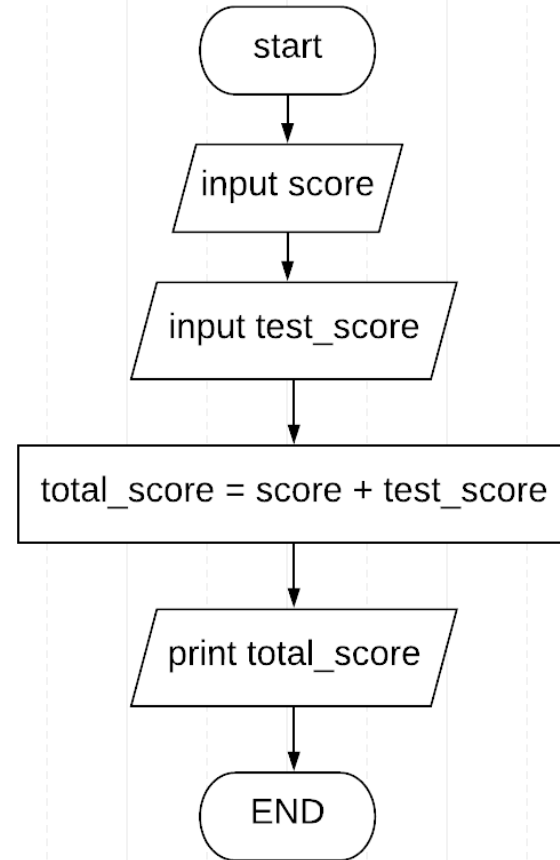 start
input score
input test_score
total_score = score + test_score
print total_score
END